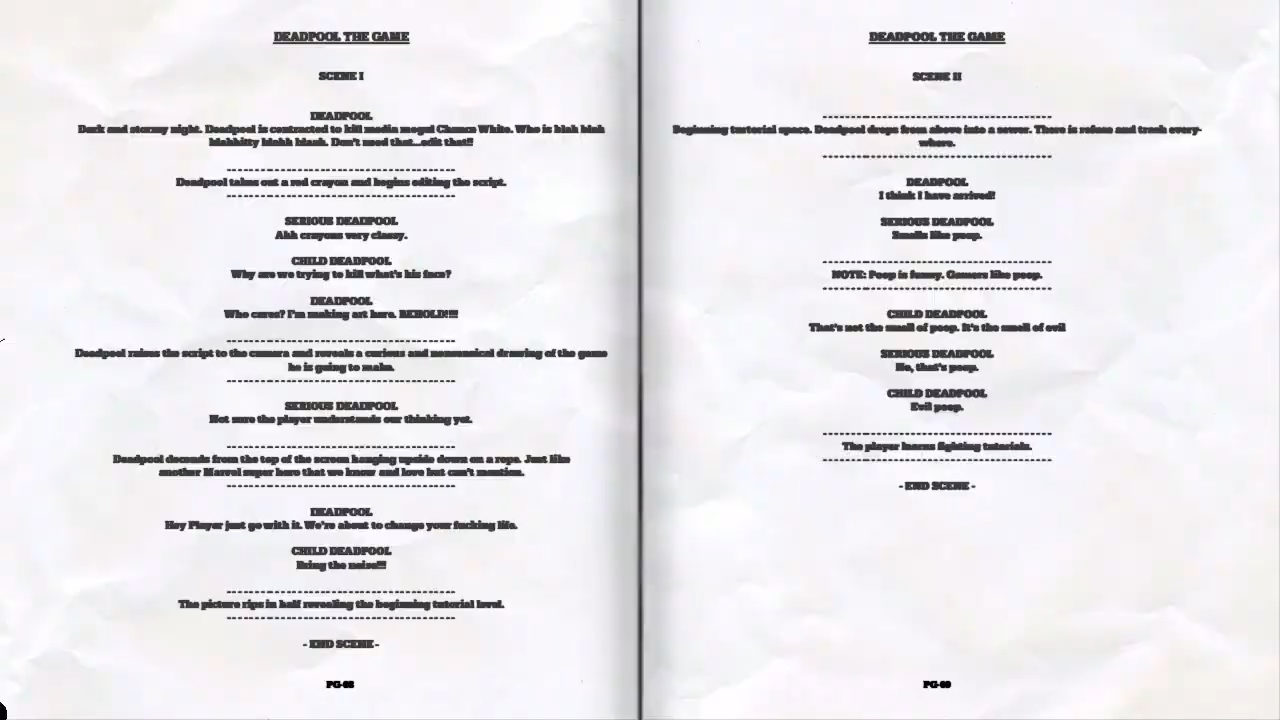 DEADPOOL THE GAME
SCENE I
DEADPOOL
Dark and stormy night. Deadpool is contracted to kill media mogul Chance White. Who is blah blah
blahbitty blahh blaah. Don't need that...edit that!!
Deadpool takes out a red crayon and begins editing the script.
SERIOUS DEADPOOL
Ahh crayons very classy.
CHILD DEADPOOL
Why are we trying to kill what's his face?
DEADPOOL
Who cares? I'm making art here. BEHOLD!!!!
Deadpool raises the script to the camera and reveals a curious and nonsensical drawing of the game
he is going to make.
SERIOUS DEADPOOL
Not sure the player understands our thinking yet.
Deadpool decends from the top of the screen hanging upside down on a rope. Just like
another Marvel super hero that we know and love but can't mention.
DEADPOOL
Hey Player just go with it. We're about to change your fucking life.
CHILD DEADPOOL
Bring the noise!!!
The picture rips in half revealing the beginning tutorial level.
- END SCENE -
PG-08
DEADPOOL THE GAME
SCENE II
Beginning turtorial space. Deadpool drops from above into a sewer. There is refuse and trash every-
where.
DEADPOOL
I think I have arrived!
SERIOUS DEADPOOL
Smells like poop.
NOTE: Poop is funny. Gamers like poop.
CHILD DEADPOOL
That's not the smell of poop. It's the smell of evil
SERIOUS DEADPOOL
No, that's poop.
CHILD DEADPOOL
Evil poop.
The player learns fighting tutorials.
- END SCENE -
PG-09